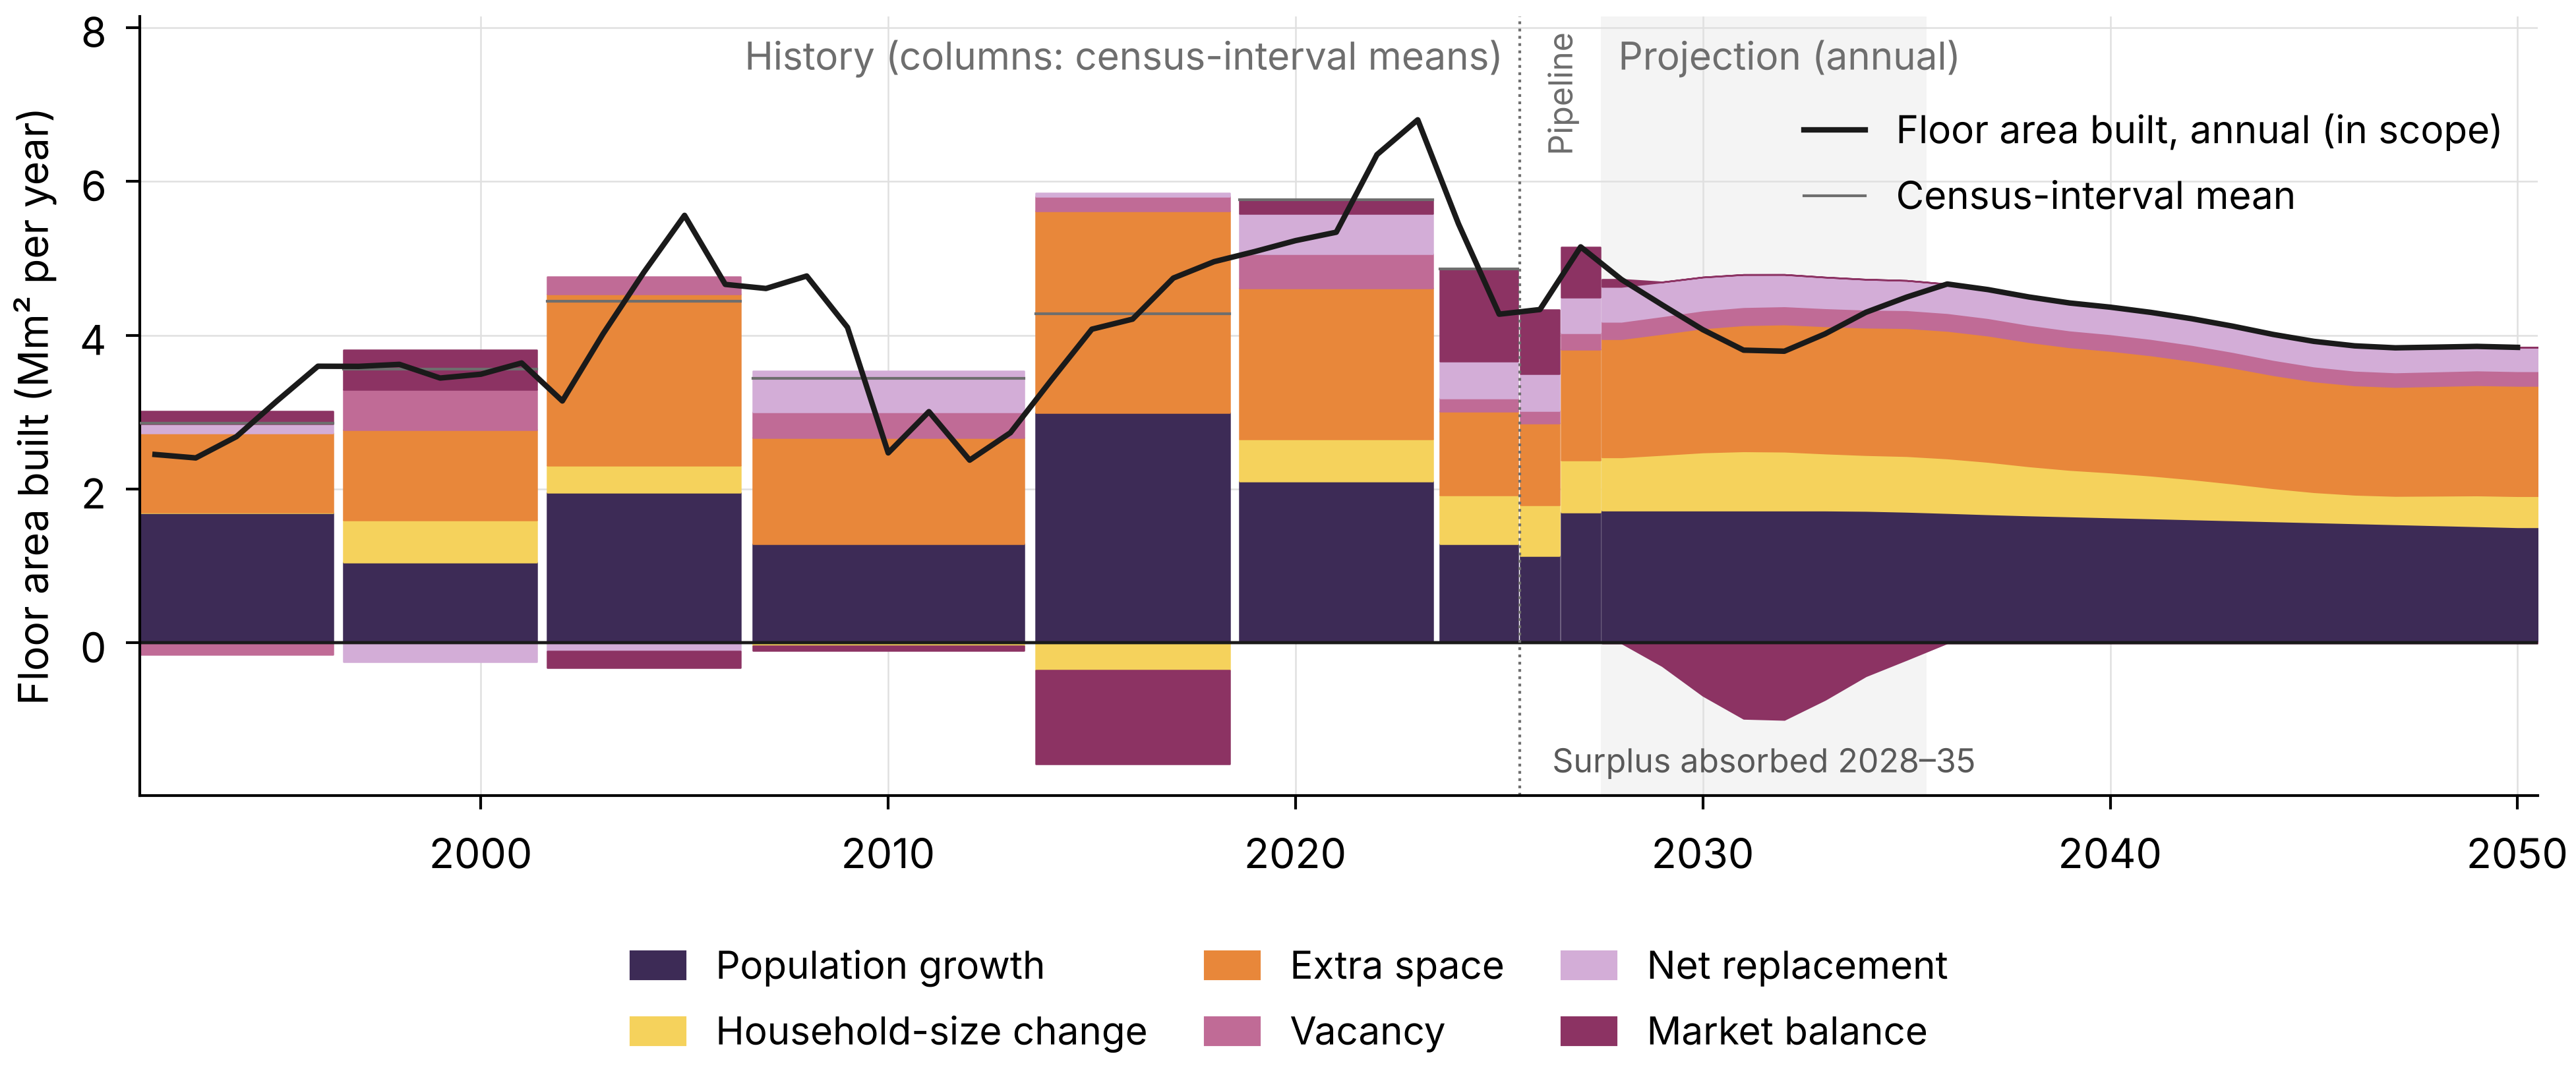 Floor area built (Mm² per year)
8
6
4
2
0
History (columns: census-interval means)
Pipeline
Projection (annual)
Floor area built, annual (in scope)
Census-interval mean
Surplus absorbed 2028–35
2000
2010
2020
2030
2040
2050
Population growth
Extra space
Net replacement
Household-size change
Vacancy
Market balance